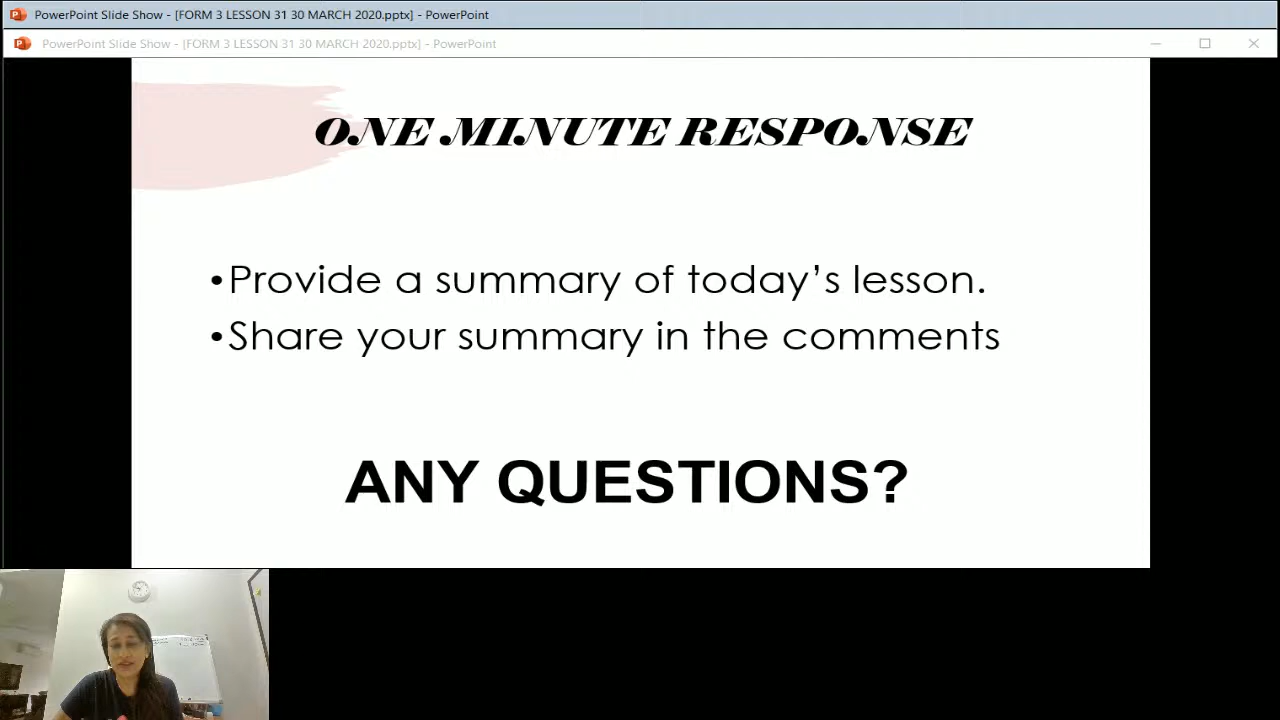 PowerPoint Slide Show - [FORM 3 LESSON 31 30 MARCH 2020.pptx] - PowerPoint
PowerPoint Slide Show - [FORM 3 LESSON 31 30 MARCH 2020.pptx] - PowerPoint
ONE MINUTE RESPONSE
•Provide a summary of today’s lesson.
•Share your summary in the comments
ANY QUESTIONS?